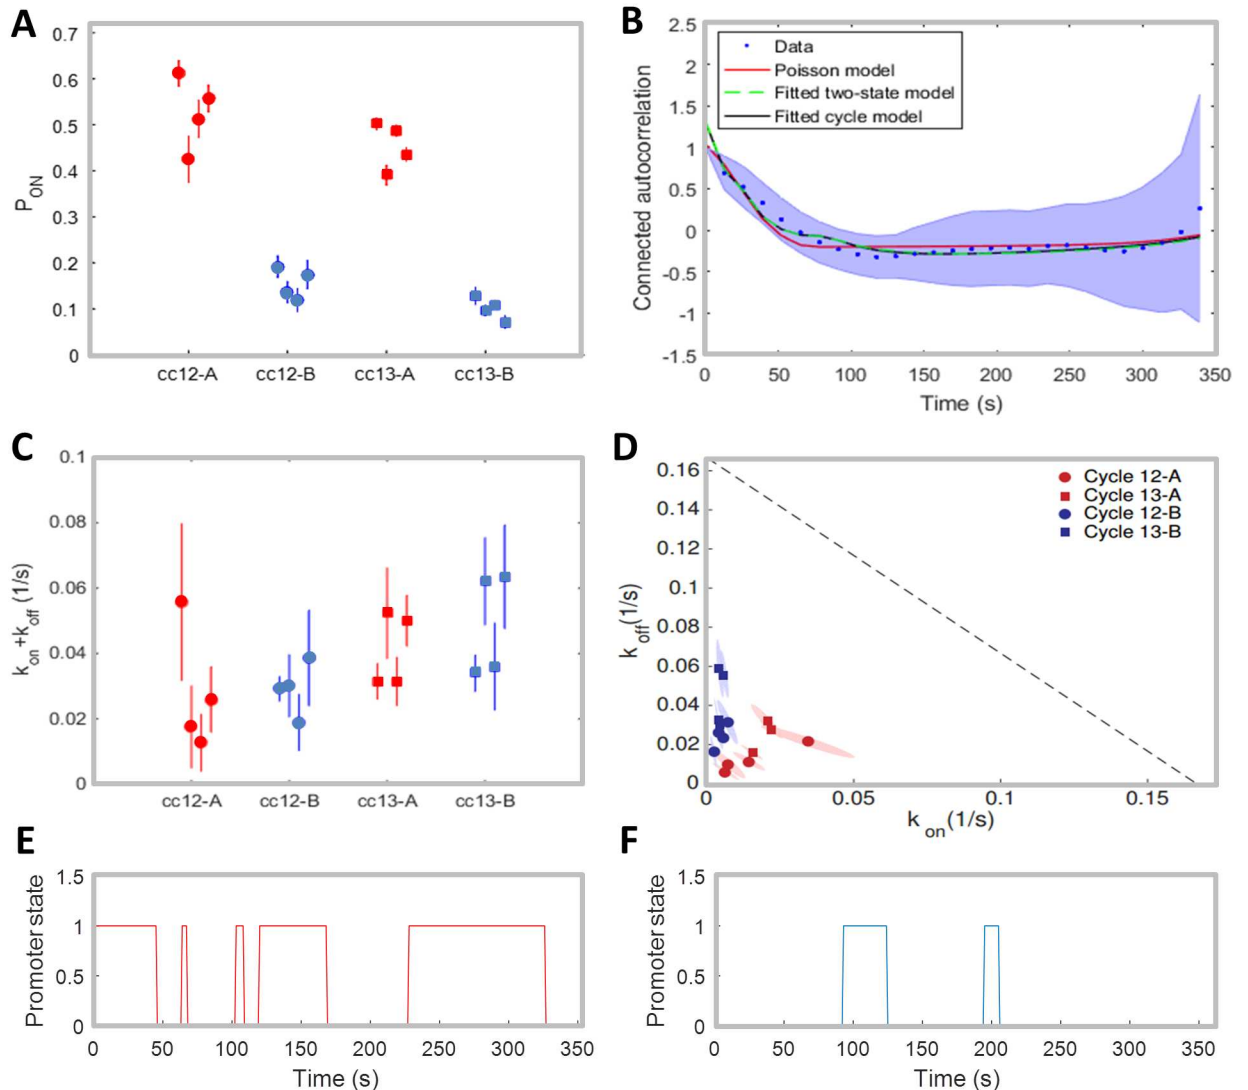 A
0.7
0.6
0.5
0.4
0.3
0.2
0.1
0
P_ON
cc12-A cc12-B cc13-A cc13-B
B
2.5
2
1.5
1
0.5
0
-0.5
-1
-1.5
Connected autocorrelation
Data
Poisson model
Fitted two-state model
Fitted cycle model
0 50 100 150 200 250 300 350
Time (s)
C
0.1
0.08
0.06
0.04
0.02
0
k_on+k_off (1/s)
cc12-A cc12-B cc13-A cc13-B
D
0.16
0.14
0.12
0.1
0.08
0.06
0.04
0.02
0
k_off(1/s)
Cycle 12-A
Cycle 13-A
Cycle 12-B
Cycle 13-B
0 0.05 0.1 0.15
k_on(1/s)
E
1.5
1
0.5
0
Promoter state
0 50 100 150 200 250 300 350
Time (s)
F
1.5
1
0.5
0
Promoter state
0 50 100 150 200 250 300 350
Time (s)